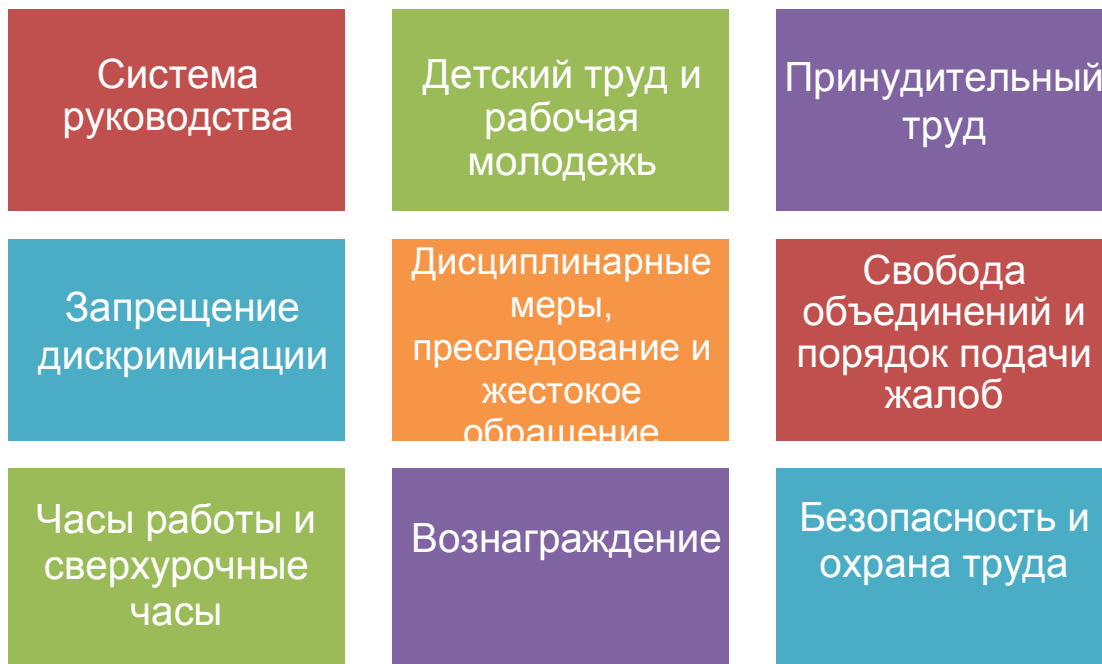 Система
руководства
Детский труд и
рабочая
молодежь
Принудительный
труд
Запрещение
дискриминации
Дисциплинарные
меры,
преследование и
жестокое
обращение
Свобода
объединений и
порядок подачи
жалоб
Часы работы и
сверхурочные
часы
Вознаграждение
Безопасность и
охрана труда